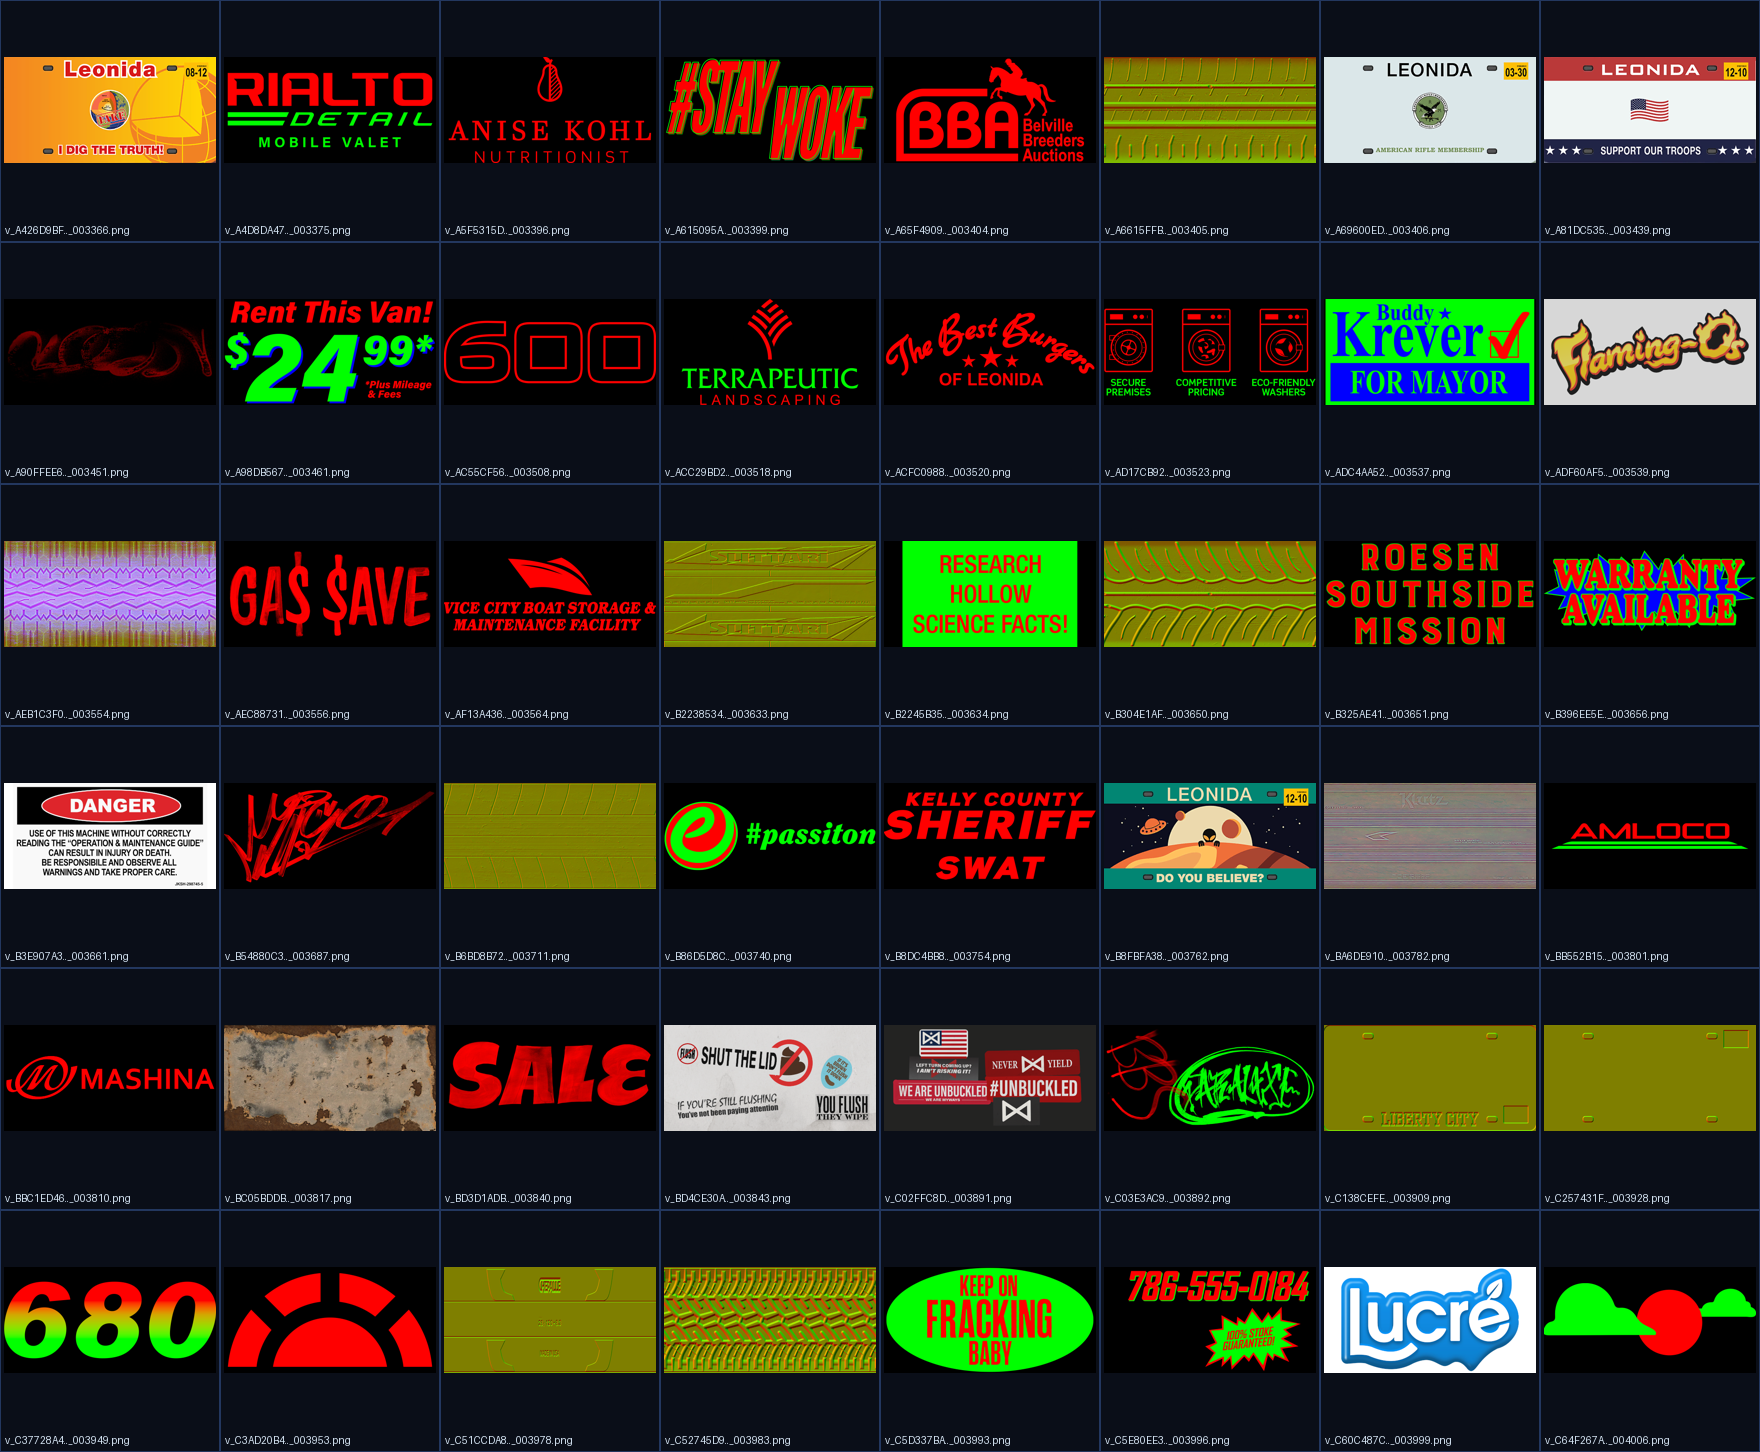 Leonida
08-12
I DIG THE TRUTH!
v_A426D9BF.._003366.png
RIALTO
DETAIL
MOBILE VALET
v_A4D8DA47.._003375.png
ANISE KOHL
NUTRITIONIST
v_A5F5315D.._003396.png
#STAY
WOKE
v_A615095A.._003399.png
BBA
Belville
Breeders
Auctions
v_A65F4909.._003404.png
v_A6615FFB.._003405.png
LEONIDA
03-30
AMERICAN RIFLE MEMBERSHIP
v_A69600ED.._003406.png
LEONIDA
12-10
SUPPORT OUR TROOPS
v_A81DC535.._003439.png
v_A90FFEE6.._003451.png
Rent This Van!
$24 99*
*Plus Mileage
& Fees
v_A98DB567.._003461.png
600
v_AC55CF56.._003508.png
TERRAPEUTIC
LANDSCAPING
v_ACC29BD2.._003518.png
The Best Burgers
OF LEONIDA
v_ACFC0988.._003520.png
SECURE
PREMISES
COMPETITIVE
PRICING
ECO-FRIENDLY
WASHERS
v_AD17CB92.._003523.png
Buddy
Krever
FOR MAYOR
v_ADC4AA52.._003537.png
Flaming-Os
v_ADF60AF5.._003539.png
v_AEB1C3F0.._003554.png
GA$ $AVE
v_AEC88731.._003556.png
VICE CITY BOAT STORAGE &
MAINTENANCE FACILITY
v_AF13A436.._003564.png
v_B2238534.._003633.png
RESEARCH
HOLLOW
SCIENCE FACTS!
v_B2245B35.._003634.png
v_B304E1AF.._003650.png
ROESEN
SOUTHSIDE
MISSION
v_B325AE41.._003651.png
WARRANTY
AVAILABLE
v_B396EE5E.._003656.png
DANGER
USE OF THIS MACHINE WITHOUT CORRECTLY
READING THE "OPERATION & MAINTENANCE GUIDE"
CAN RESULT IN INJURY OR DEATH.
BE RESPONSIBILE AND OBSERVE ALL
WARNINGS AND TAKE PROPER CARE.
v_B3E907A3.._003661.png
v_B54880C3.._003687.png
v_B6BD8B72.._003711.png
e #passiton
v_B86D5D8C.._003740.png
KELLY COUNTY
SHERIFF
SWAT
v_B8DC4BB8.._003754.png
LEONIDA
12-10
DO YOU BELIEVE?
v_B8FBFA38.._003762.png
v_BA6DE910.._003782.png
AMLOCO
v_BB552B15.._003801.png
M MASHINA
v_BBC1ED46.._003810.png
v_BC05BDDB.._003817.png
SALE
v_BD3D1ADB.._003840.png
FLUSH
SHUT THE LID
IF YOU'RE STILL FLUSHING
You've not been paying attention
YOU FLUSH
THEY WIPE
v_BD4CE30A.._003843.png
LEFT TURN COMING UP?
I AIN'T RISKING IT!
NEVER YIELD
WE ARE UNBUCKLED
#UNBUCKLED
v_C02FFC8D.._003891.png
v_C03E3AC9.._003892.png
LIBERTY CITY
v_C138CEFE.._003909.png
v_C257431F.._003928.png
680
v_C37728A4.._003949.png
v_C3AD20B4.._003953.png
v_C51CCDA8.._003978.png
v_C52745D9.._003983.png
KEEP ON
FRACKING
BABY
v_C5D337BA.._003993.png
786-555-0184
100% STOKE
GUARANTEED!
v_C5E80EE3.._003996.png
Lucré
v_C60C487C.._003999.png
v_C64F267A.._004006.png